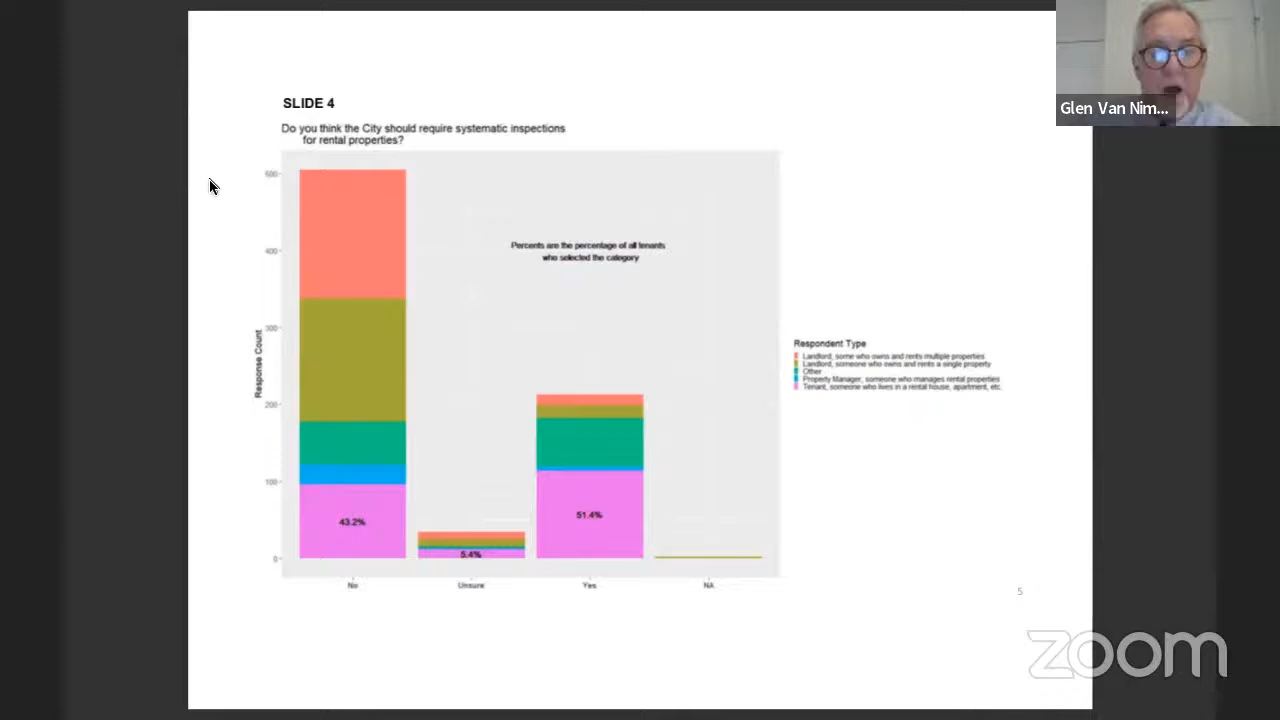 Glen Van Nim...
SLIDE 4
Do you think the City should require systematic inspections
for rental properties?
500
400
300
200
100
0
Response Count
Percents are the percentage of all tenants
who selected the category
43.2%
5.4%
51.4%
No
Unsure
Yes
NA
Respondent Type
Landlord, some who owns and rents multiple properties
Landlord, someone who owns and rents a single property
Other
Property Manager, someone who manages rental properties
Tenant, someone who lives in a rental house, apartment, etc.
5
zoom